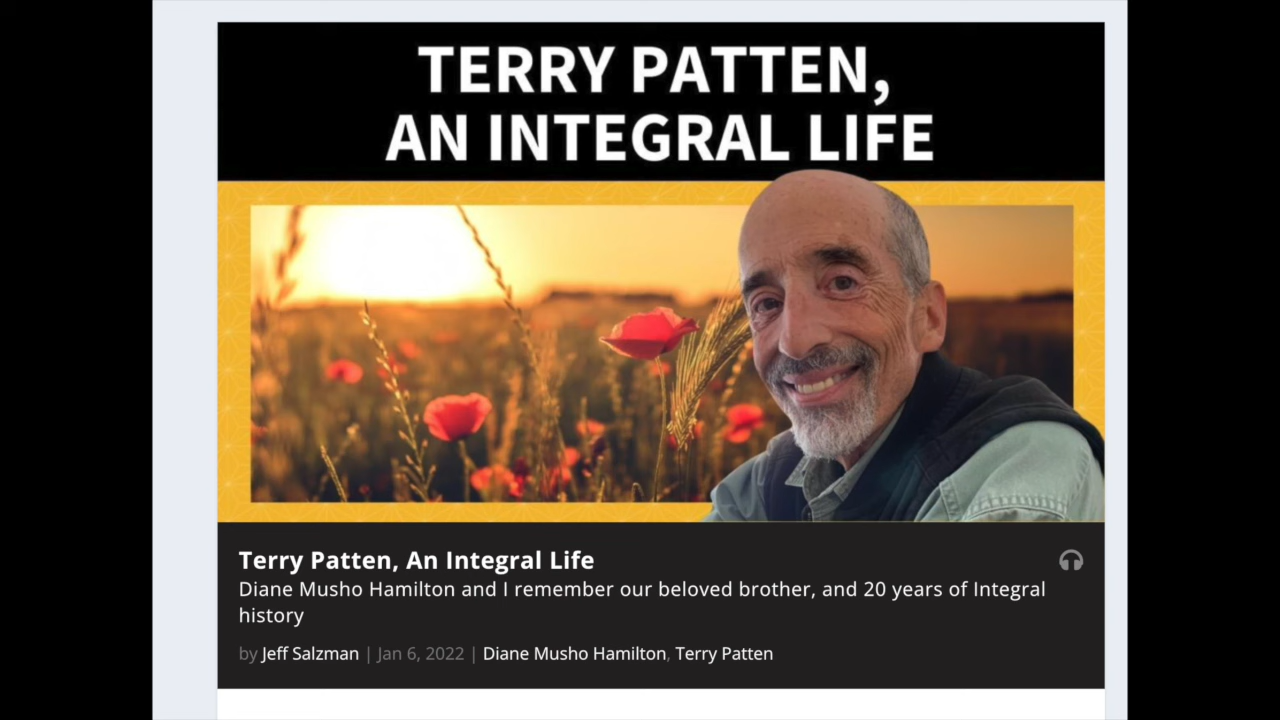 TERRY PATTEN,
AN INTEGRAL LIFE
Terry Patten, An Integral Life
Diane Musho Hamilton and I remember our beloved brother, and 20 years of Integral
history
by Jeff Salzman | Jan 6, 2022 | Diane Musho Hamilton, Terry Patten